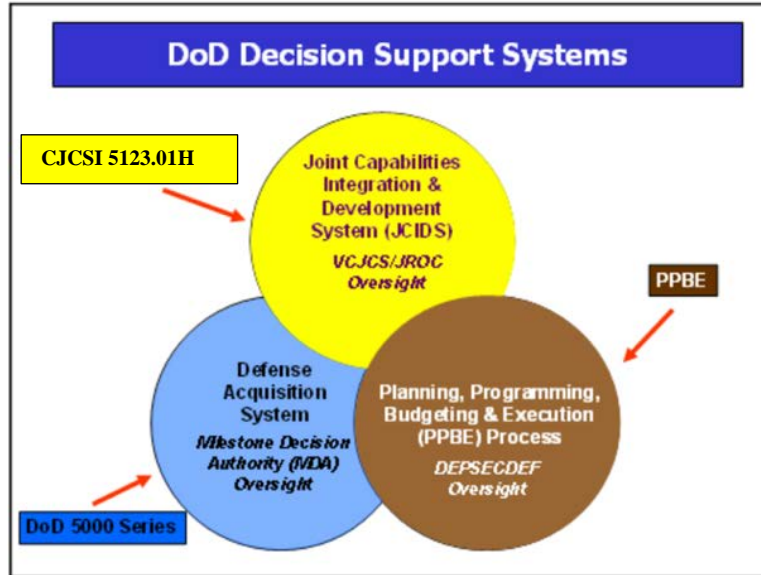 DoD Decision Support Systems
CJCSI 5123.01H
Joint Capabilities
Integration &
Development
System (JCIDS)
VCJCS/JROC
Oversight
PPBE
Defense
Acquisition
System
Milestone Decision
Authority (MDA)
Oversight
Planning, Programming,
Budgeting & Execution
(PPBE) Process
DEPSECDEF
Oversight
DoD 5000 Series